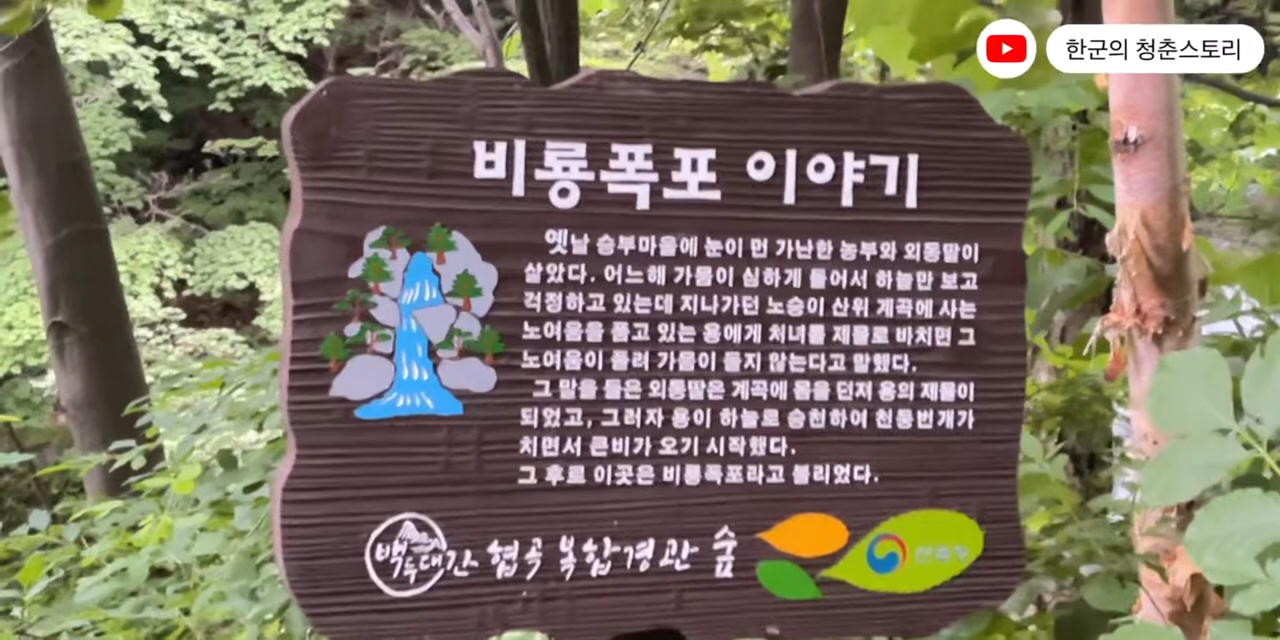 한군의 청춘스토리
비룡폭포 이야기
옛날 승부마을에 눈이 먼 가난한 농부와 외동딸이
살았다. 어느해 가뭄이 심하게 들어서 하늘만 보고
걱정하고 있는데 지나가던 노승이 산위 계곡에 사는
노여움을 품고 있는 용에게 처녀를 제물로 바치면 그
노여움이 풀려 가뭄이 들지 않는다고 말했다.
그 말을 들은 외동딸은 계곡에 몸을 던져 용의 제물이
되었고, 그러자 용이 하늘로 승천하여 천둥번개가
치면서 큰비가 오기 시작했다.
그 후로 이곳은 비룡폭포라고 불리었다.
백두대간 협곡 복합경관 숲